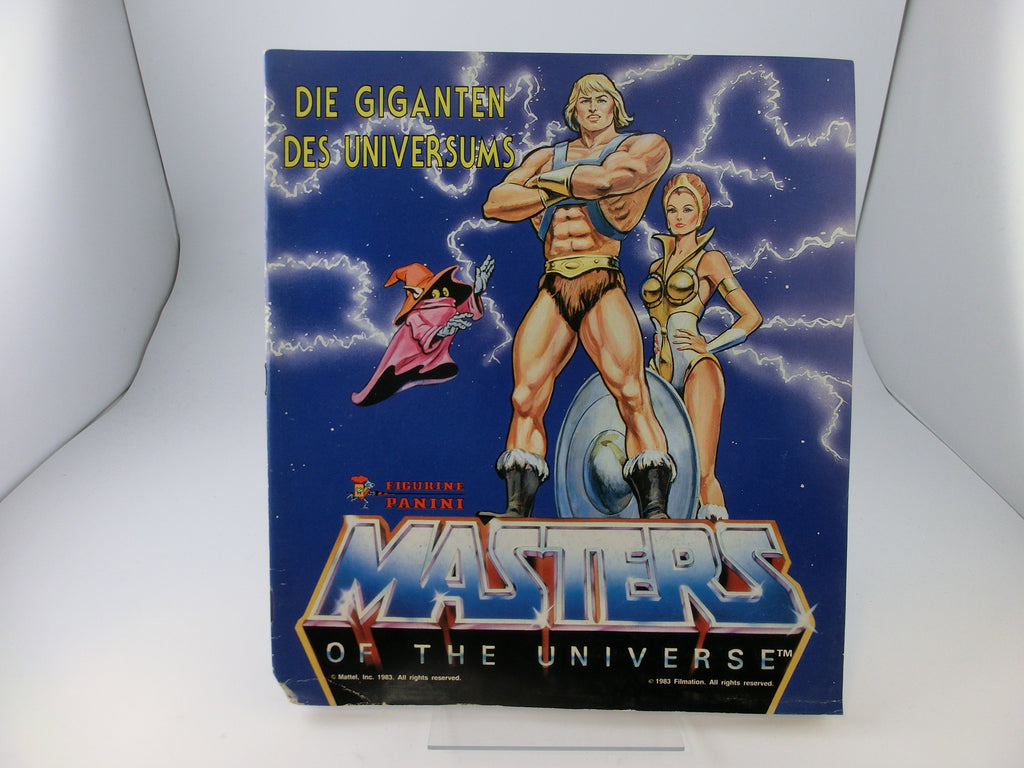 DIE GIGANTEN
DES UNIVERSUMS
FIGURINE
PANINI
MASTERS
OF THE UNIVERSE™
© Mattel, Inc. 1983. All rights reserved.
© 1983 Filmation. All rights reserved.